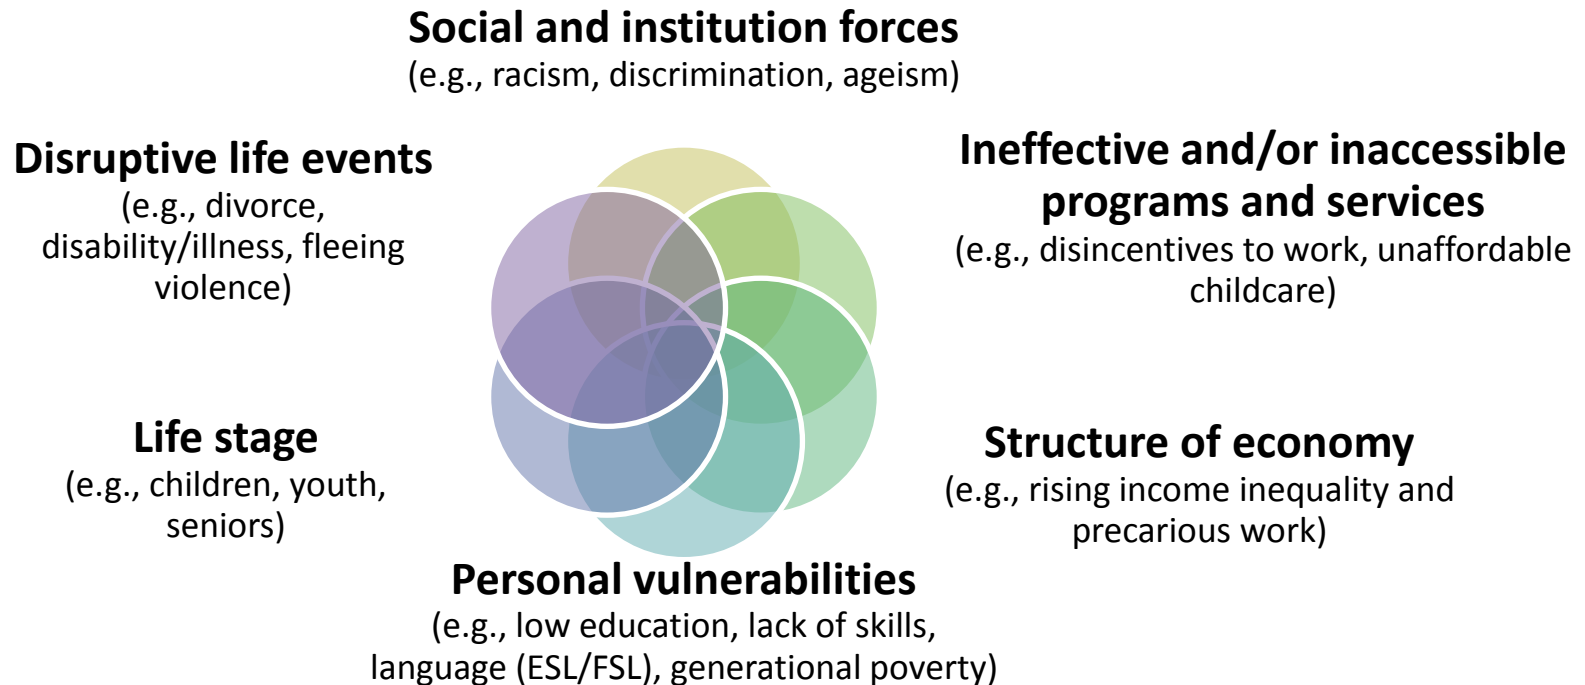 Social and institution forces
(e.g., racism, discrimination, ageism)
Disruptive life events
(e.g., divorce,
disability/illness, fleeing
violence)
Ineffective and/or inaccessible
programs and services
(e.g., disincentives to work, unaffordable
childcare)
Life stage
(e.g., children, youth,
seniors)
Structure of economy
(e.g., rising income inequality and
precarious work)
Personal vulnerabilities
(e.g., low education, lack of skills,
language (ESL/FSL), generational poverty)